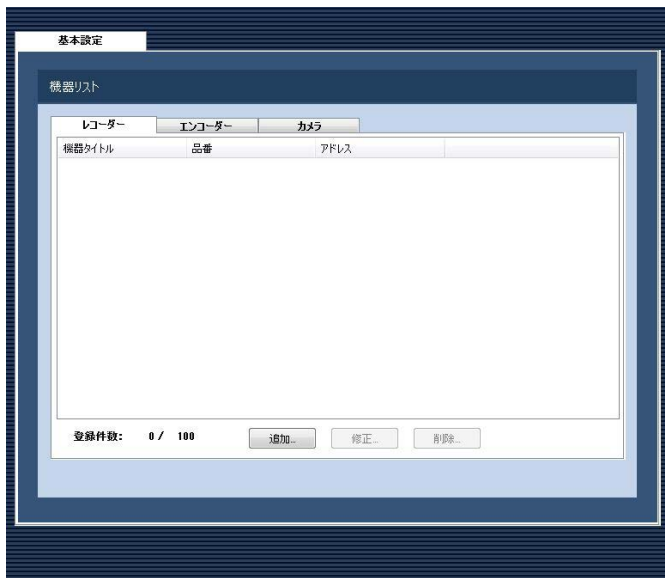 基本設定
機器リスト
レコーダー エンコーダー カメラ
機器タイトル 品番 アドレス
登録件数: 0 / 100 追加... 修正... 削除...